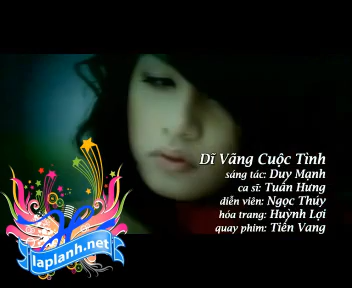 Dĩ Vãng Cuộc Tình
sáng tác: Duy Mạnh
ca sĩ: Tuấn Hưng
diễn viên: Ngọc Thúy
hóa trang: Huỳnh Lợi
quay phim: Tiến Vang
laplanh.net